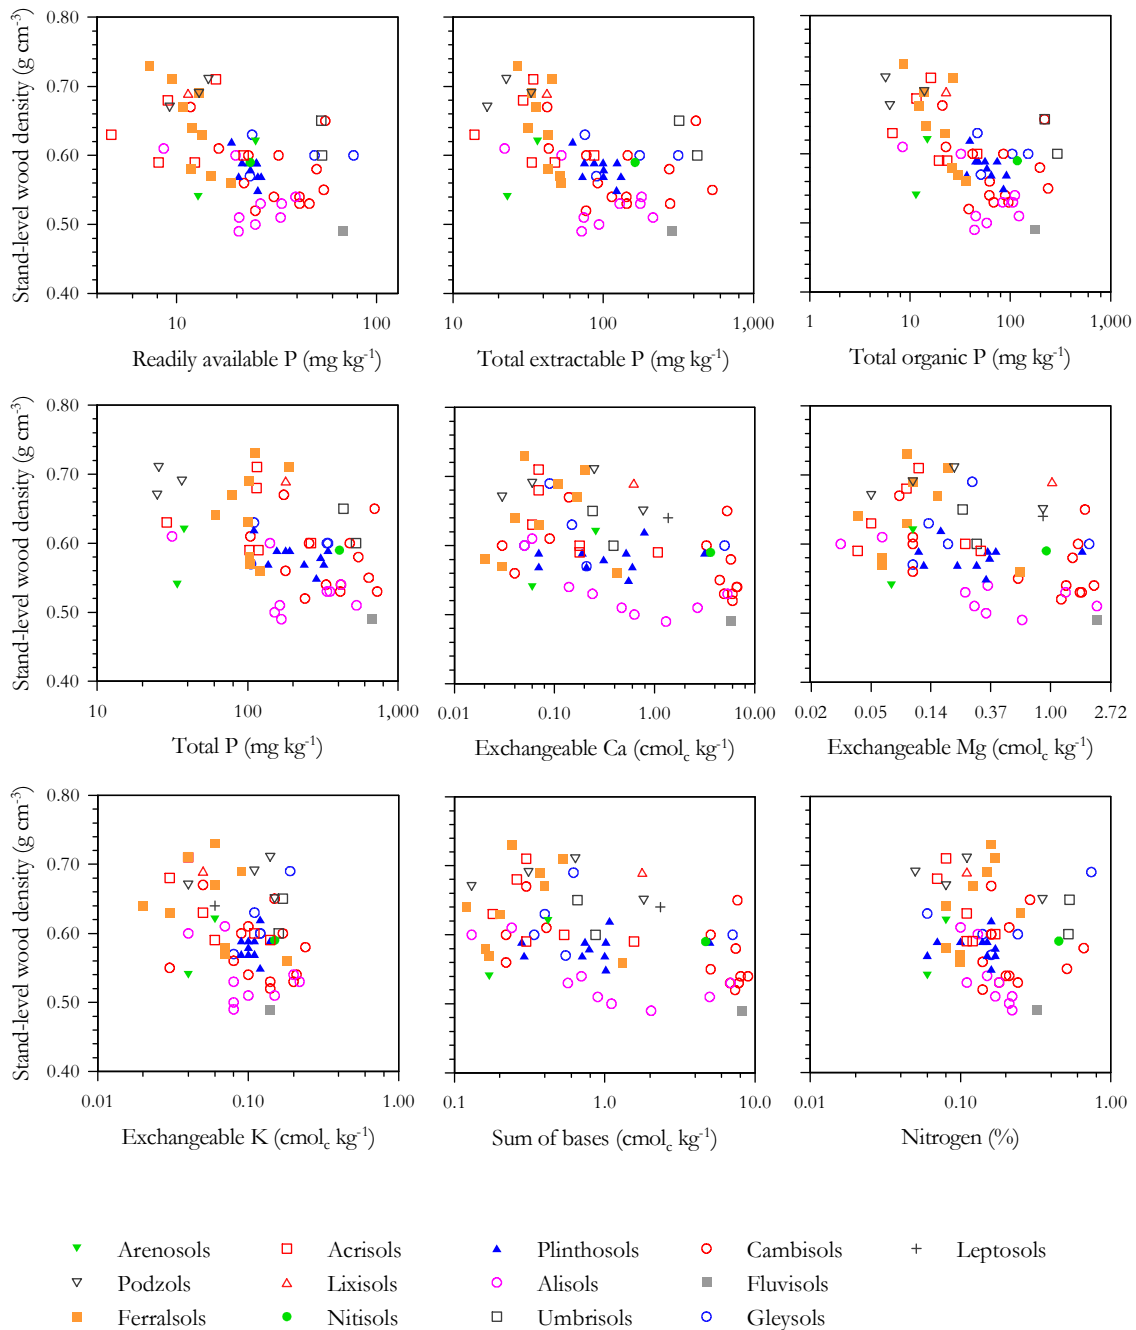 0.80
0.70
0.60
0.50
0.40
Stand-level wood density (g cm⁻³)
10
100
Readily available P (mg kg⁻¹)
10
100
1,000
Total extractable P (mg kg⁻¹)
1
10
100
1,000
Total organic P (mg kg⁻¹)
0.80
0.70
0.60
0.50
0.40
Stand-level wood density (g cm⁻³)
10
100
1,000
Total P (mg kg⁻¹)
0.01
0.10
1.00
10.00
Exchangeable Ca (cmol꜀ kg⁻¹)
0.02
0.05
0.14
0.37
1.00
2.72
Exchangeable Mg (cmol꜀ kg⁻¹)
0.80
0.70
0.60
0.50
0.40
Stand-level wood density (g cm⁻³)
0.01
0.10
1.00
Exchangeable K (cmol꜀ kg⁻¹)
0.1
1.0
10.0
Sum of bases (cmol꜀ kg⁻¹)
0.01
0.10
1.00
Nitrogen (%)
Arenosols
Acrisols
Plinthosols
Cambisols
Leptosols
Podzols
Lixisols
Alisols
Fluvisols
Ferralsols
Nitisols
Umbrisols
Gleysols